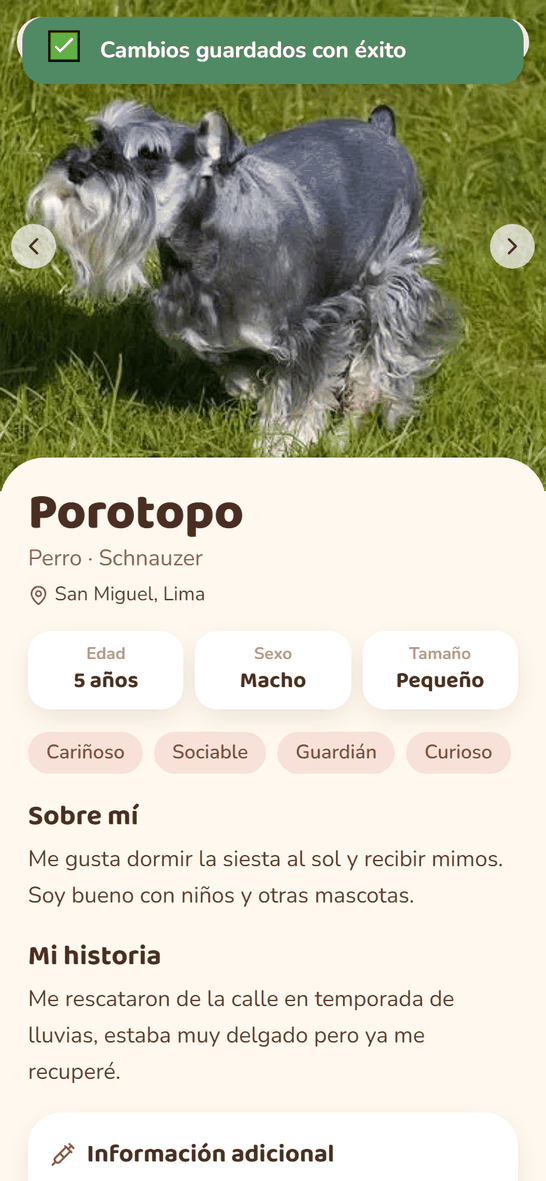 Cambios guardados con éxito
Porotopo
Perro · Schnauzer
San Miguel, Lima
Edad
5 años
Sexo
Macho
Tamaño
Pequeño
Cariñoso
Sociable
Guardián
Curioso
Sobre mí
Me gusta dormir la siesta al sol y recibir mimos.
Soy bueno con niños y otras mascotas.
Mi historia
Me rescataron de la calle en temporada de
lluvias, estaba muy delgado pero ya me
recuperé.
Información adicional